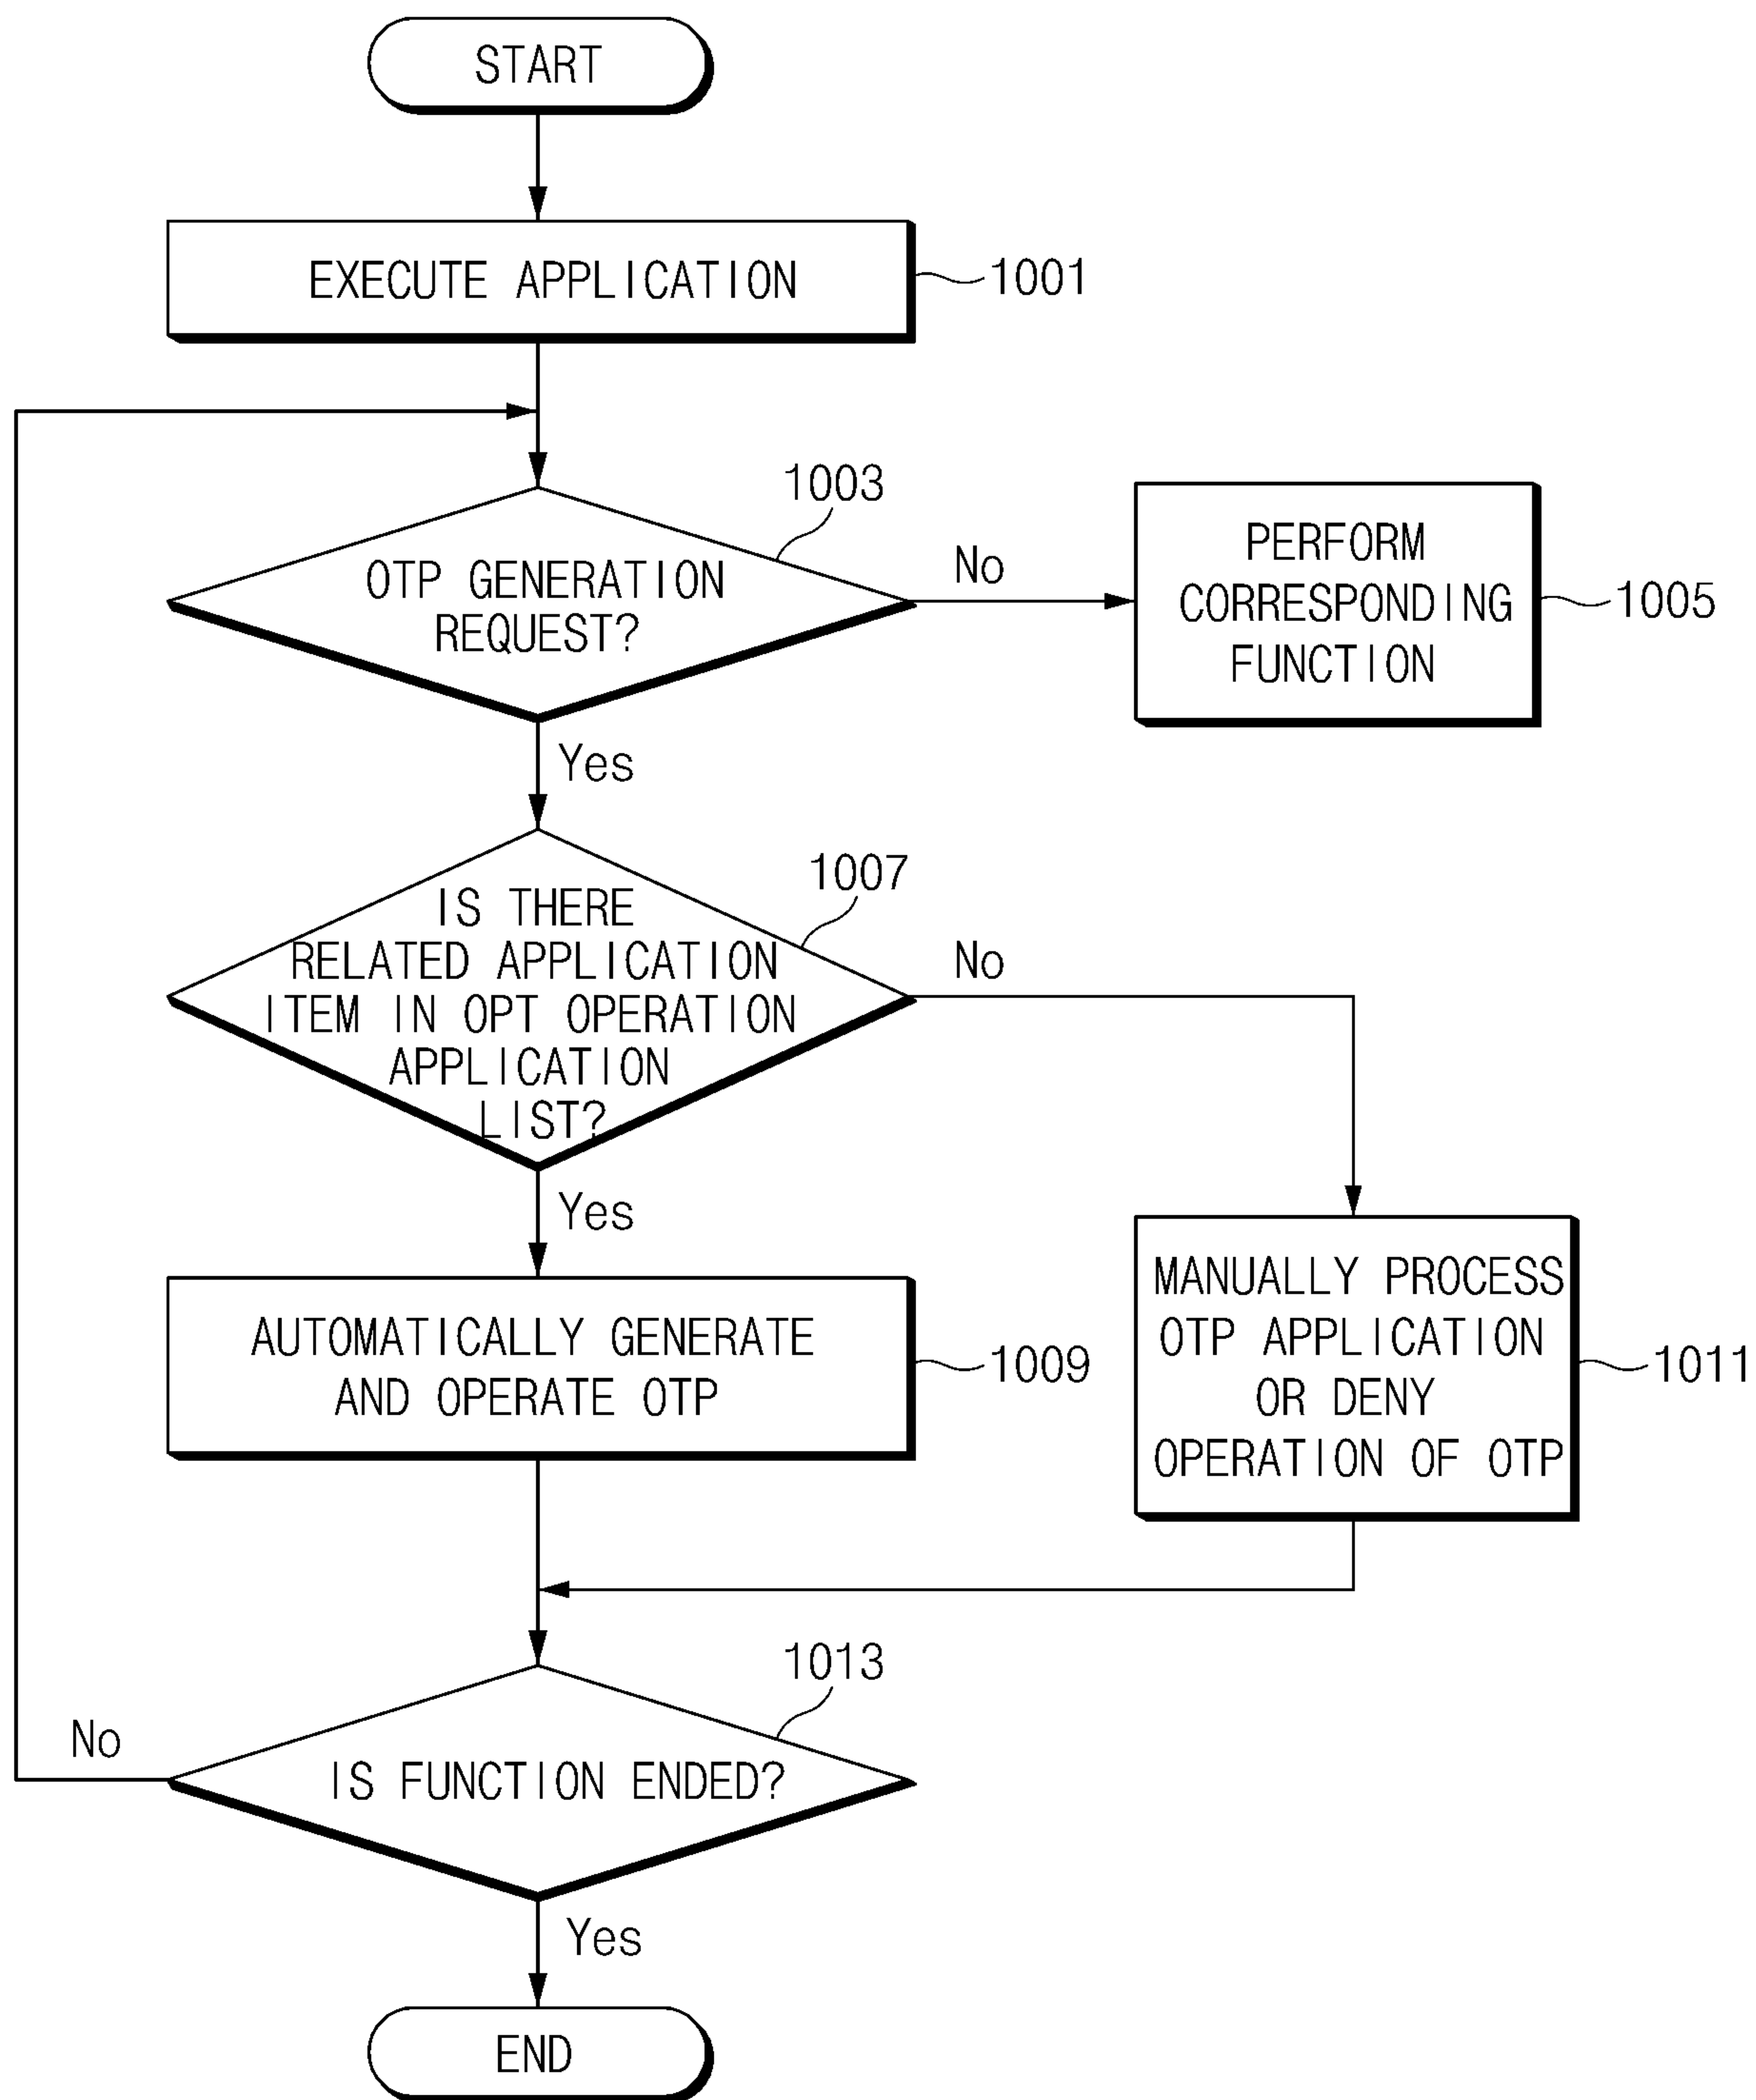 START
EXECUTE APPLICATION
1001
1003
OTP GENERATION
REQUEST?
No
PERFORM
CORRESPONDING
FUNCTION
1005
Yes
1007
IS THERE
RELATED APPLICATION
ITEM IN OPT OPERATION
APPLICATION
LIST?
No
Yes
AUTOMATICALLY GENERATE
AND OPERATE OTP
1009
MANUALLY PROCESS
OTP APPLICATION
OR DENY
OPERATION OF OTP
1011
1013
No
IS FUNCTION ENDED?
Yes
END